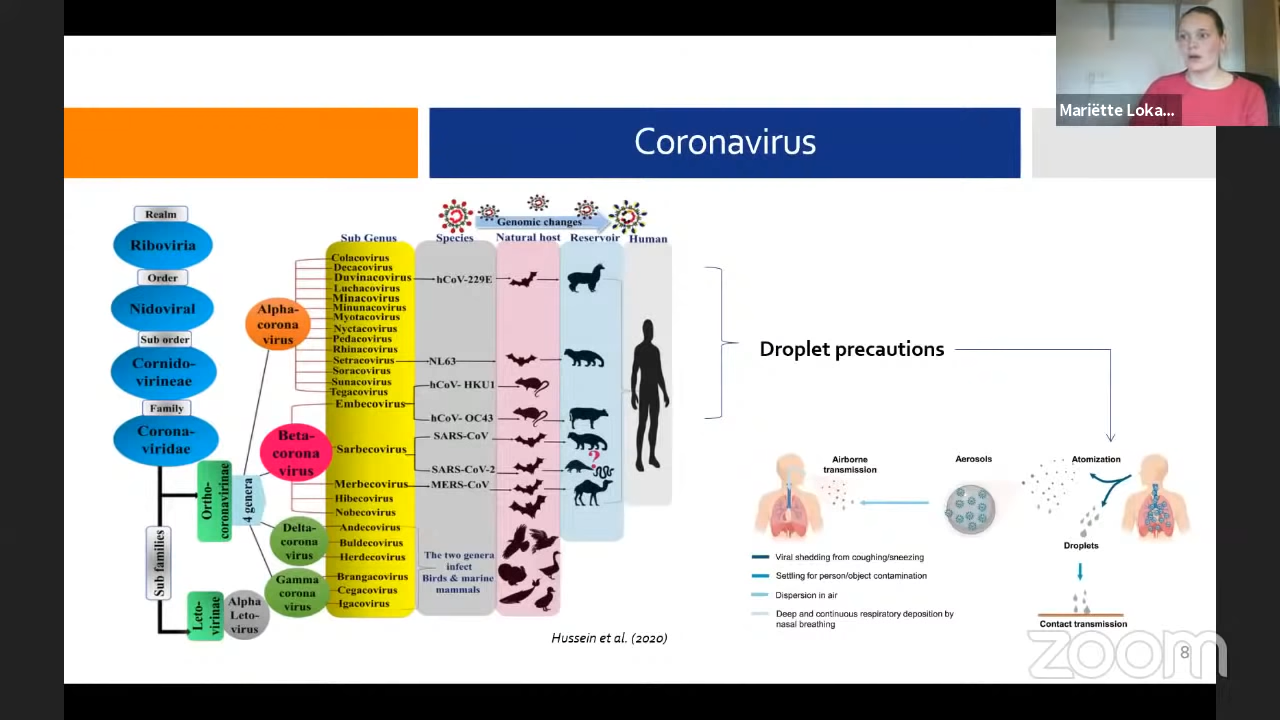 Mariëtte Loka...
Coronavirus
Realm
Riboviria
Order
Nidoviral
Sub order
Cornido-
virineae
Family
Corona-
viridae
Sub families
Ortho-
coronavirinae
Leto-
virinae
Alpha
Leto-
virus
4 genera
Alpha-
corona
virus
Beta-
corona
virus
Delta-
corona
virus
Gamma
corona
virus
Genomic changes
Sub Genus
Species
Natural host
Reservoir
Human
Colacovirus
Decacovirus
Duvinacovirus
Luchacovirus
Minacovirus
Minunacovirus
Myotacovirus
Nyctacovirus
Pedacovirus
Rhinacovirus
Setracovirus
Soracovirus
Sunacovirus
Tegacovirus
Embecovirus
Sarbecovirus
Merbecovirus
Hibecovirus
Nobecovirus
Andecovirus
Buldecovirus
Herdecovirus
Brangacovirus
Cegacovirus
Igacovirus
hCoV-229E
NL63
hCoV- HKU1
hCoV- OC43
SARS-CoV
SARS-CoV-2
MERS-CoV
The two genera
infect
Birds & marine
mammals
?
Hussein et al. (2020)
Droplet precautions
Airborne
transmission
Aerosols
Atomization
Droplets
Contact transmission
Viral shedding from coughing/sneezing
Settling for person/object contamination
Dispersion in air
Deep and continuous respiratory deposition by
nasal breathing
zoom
8